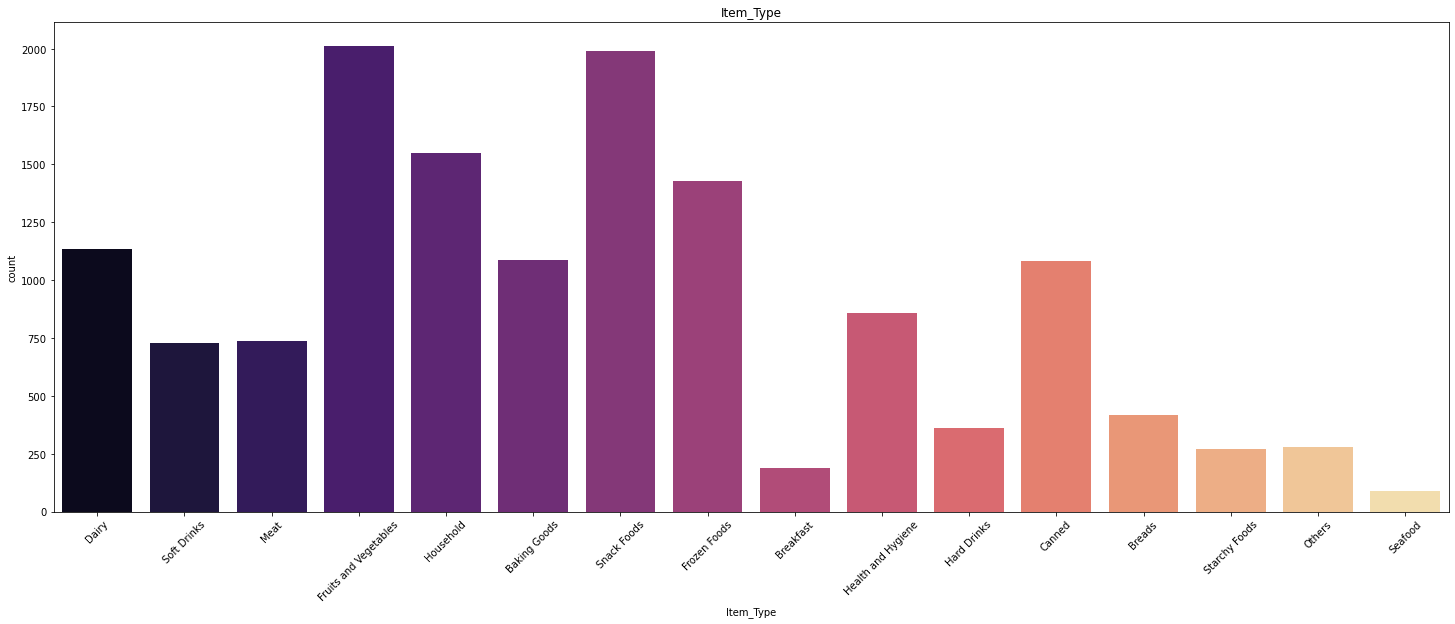 Item_Type
count
2000
1750
1500
1250
1000
750
500
250
0
Dairy
Soft Drinks
Meat
Fruits and Vegetables
Household
Baking Goods
Snack Foods
Frozen Foods
Breakfast
Health and Hygiene
Hard Drinks
Canned
Breads
Starchy Foods
Others
Seafood
Item_Type